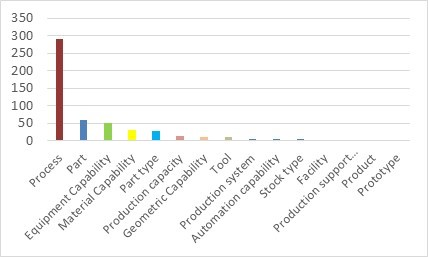 350
300
250
200
150
100
50
0
Process
Part
Equipment Capability
Material Capability
Part type
Production capacity
Geometric Capability
Tool
Production system
Automation capability
Stock type
Facility
Production support...
Product
Prototype